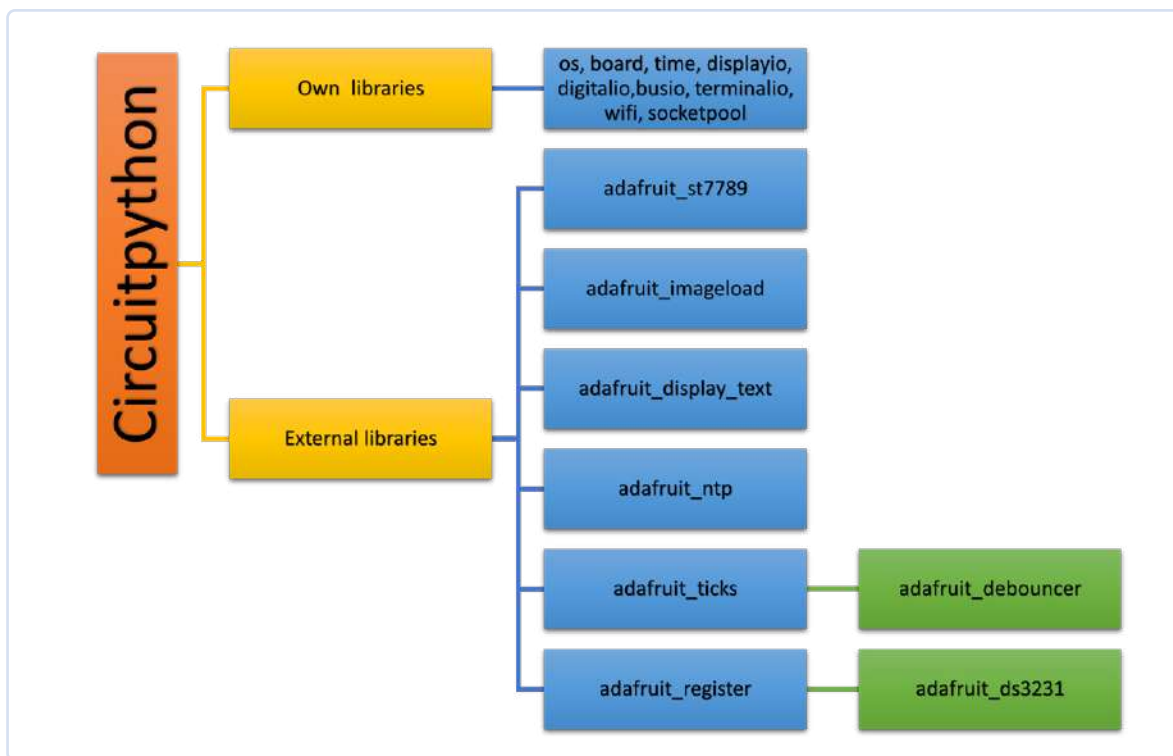 Circuitpython
Own libraries
os, board, time, displayio,
digitalio,busio, terminalio,
wifi, socketpool
External libraries
adafruit_st7789
adafruit_imageload
adafruit_display_text
adafruit_ntp
adafruit_ticks
adafruit_debouncer
adafruit_register
adafruit_ds3231